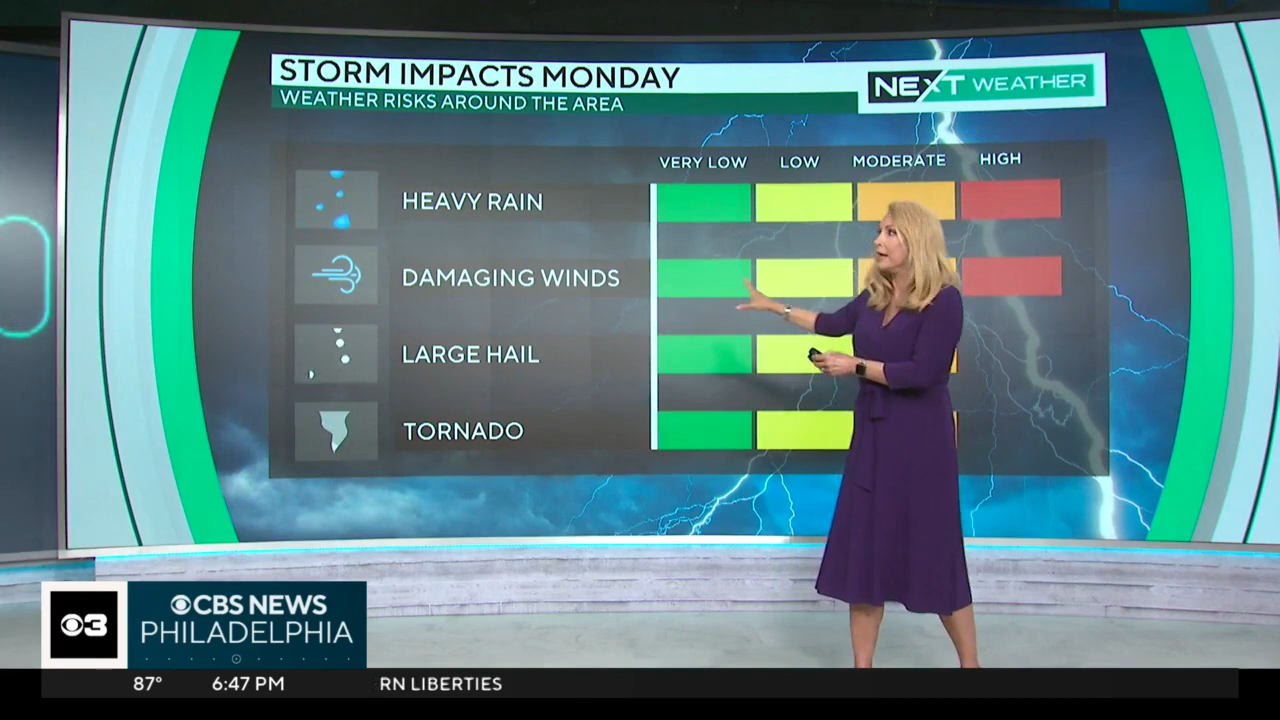 STORM IMPACTS MONDAY
WEATHER RISKS AROUND THE AREA
NEXT WEATHER
VERY LOW LOW MODERATE HIGH
HEAVY RAIN
DAMAGING WINDS
LARGE HAIL
TORNADO
3
CBS NEWS
PHILADELPHIA
87° 6:47 PM RN LIBERTIES